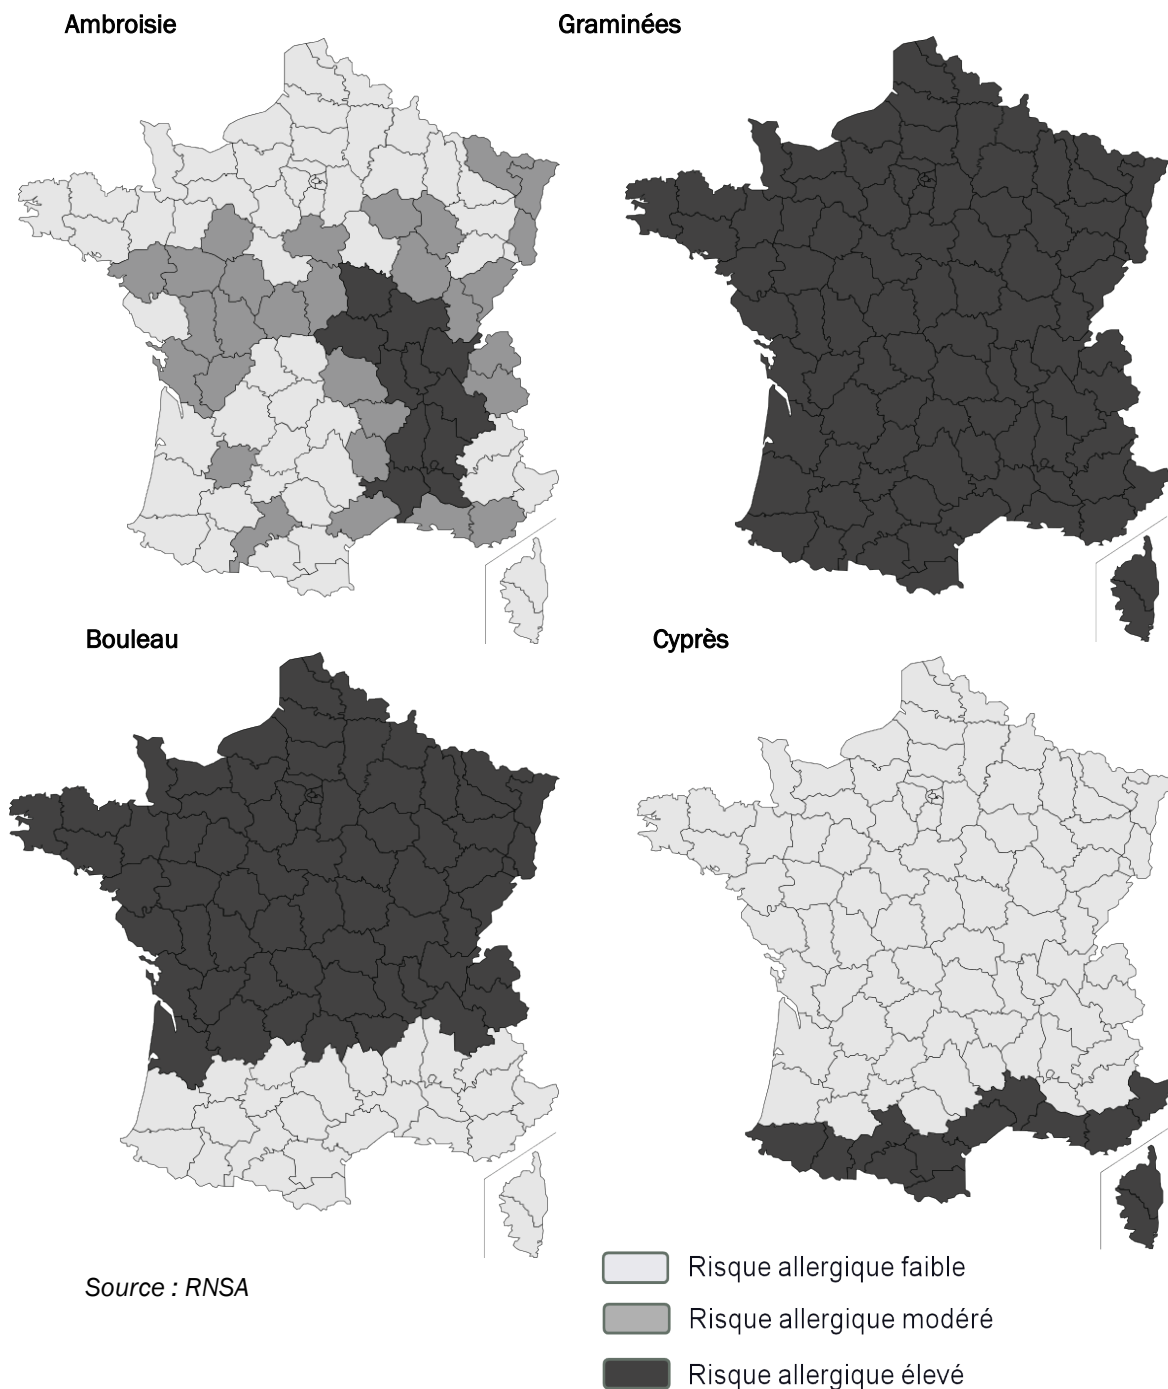 Ambroisie
Graminées
Bouleau
Cyprès
Source : RNSA
Risque allergique faible
Risque allergique modéré
Risque allergique élevé